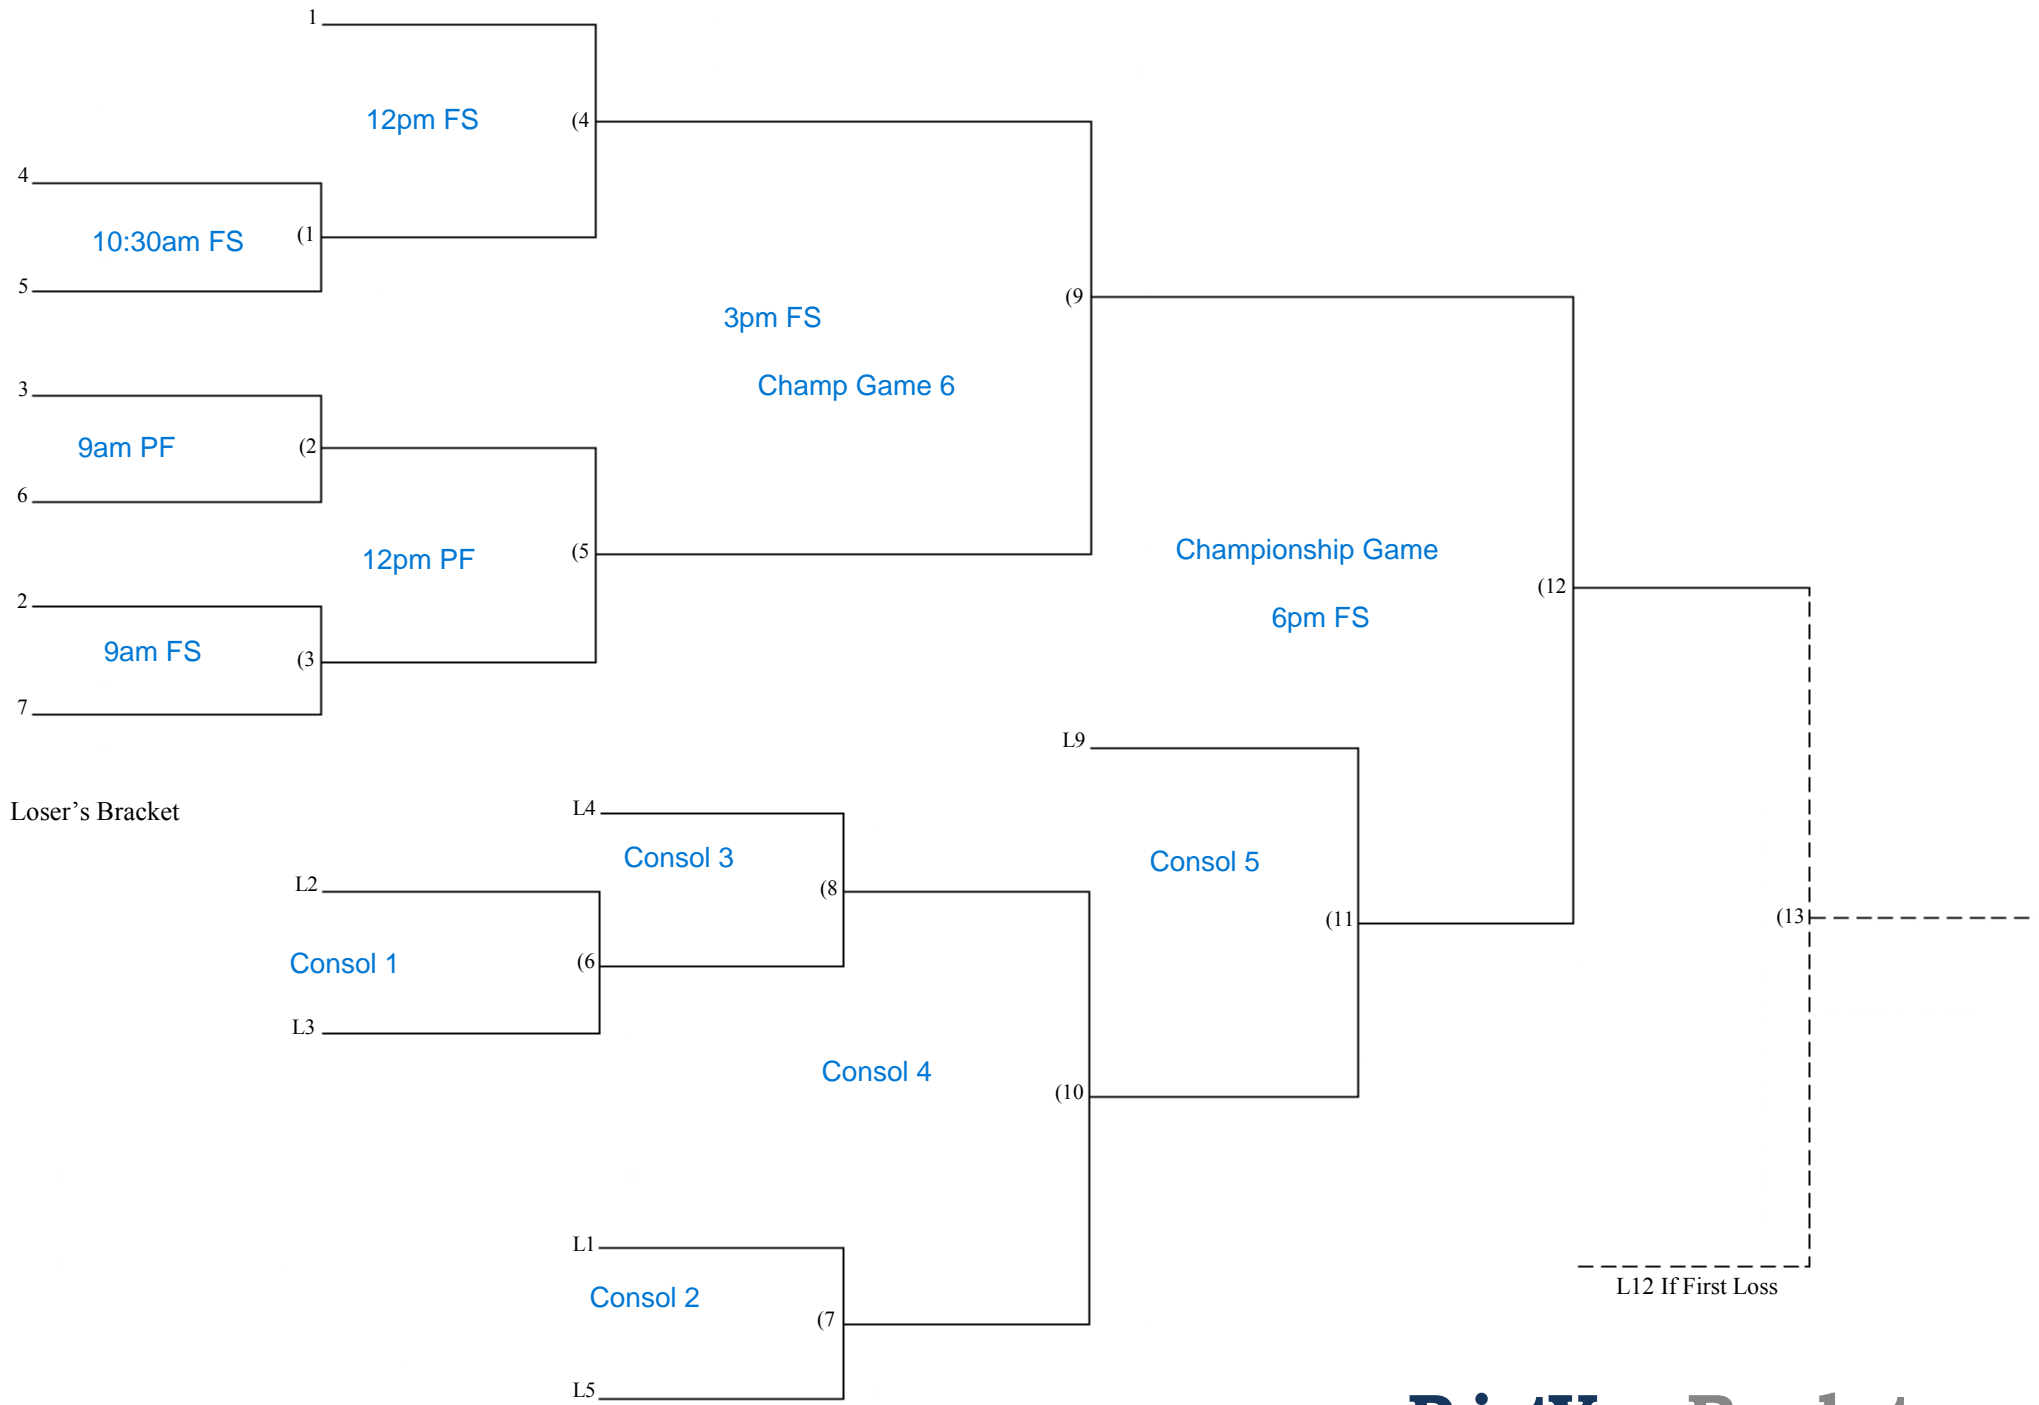 1
12pm FS
(4
4
10:30am FS
(1
5
3pm FS
(9
Champ Game 6
3
9am PF
(2
6
12pm PF
(5
Championship Game
(12
6pm FS
2
9am FS
(3
7
L9
Loser’s Bracket
L4
Consol 3
Consol 5
L2
(8
(11
(13
Consol 1
(6
L3
Consol 4
(10
L1
L12 If First Loss
Consol 2
(7
L5